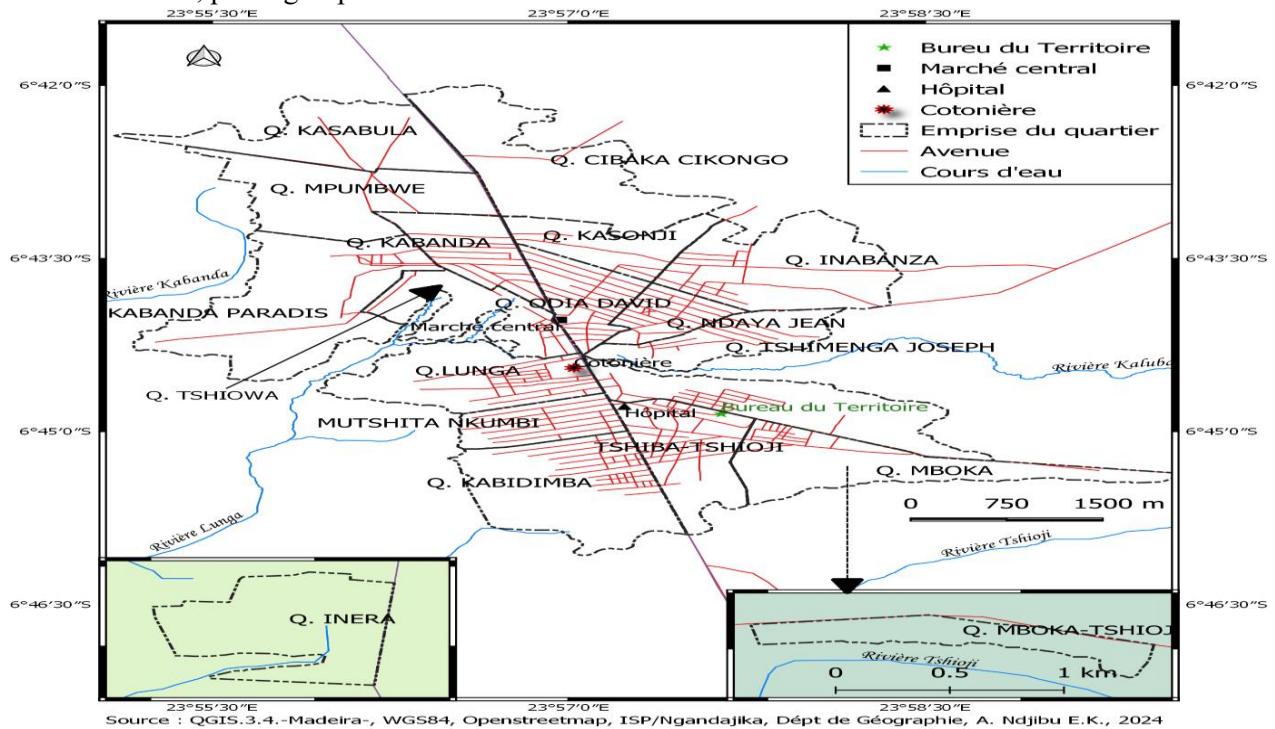 23°55′30″E 23°57′0″E 23°58′30″E
Bureu du Territoire
Marché central
Hôpital
Cotonière
Emprise du quartier
Avenue
Cours d'eau
6°42′0″S 6°42′0″S
Q. KASABULA
Q. CIBAKA CIKONGO
Q. MPUMBWE
Q. KASONJI
Q. KABANDA
6°43′30″S 6°43′30″S
Q. INABANZA
Rivière Kabanda
Q. ODIA DAVID
KABANDA PARADIS
Marché central
Q. NDAYA JEAN
Q. TSHIMENGA JOSEPH
Cotonière
Rivière Kaluba
Q.LUNGA
Q. TSHIOWA
Bureau du Territoire
Hôpital
MUTSHITA NKUMBI
6°45′0″S 6°45′0″S
TSHIBA-TSHIOJI
Q. MBOKA
Q. KABIDIMBA
0 750 1500 m
Rivière Lunga
Rivière Tshioji
6°46′30″S 6°46′30″S
Q. INERA
Q. MBOKA-TSHIOJ
Rivière Tshioji
0 0.5 1 km
23°55′30″E 23°57′0″E 23°58′30″E
Source : QGIS.3.4.-Madeira-, WGS84, Openstreetmap, ISP/Ngandajika, Dépt de Géographie, A. Ndjibu E.K., 2024